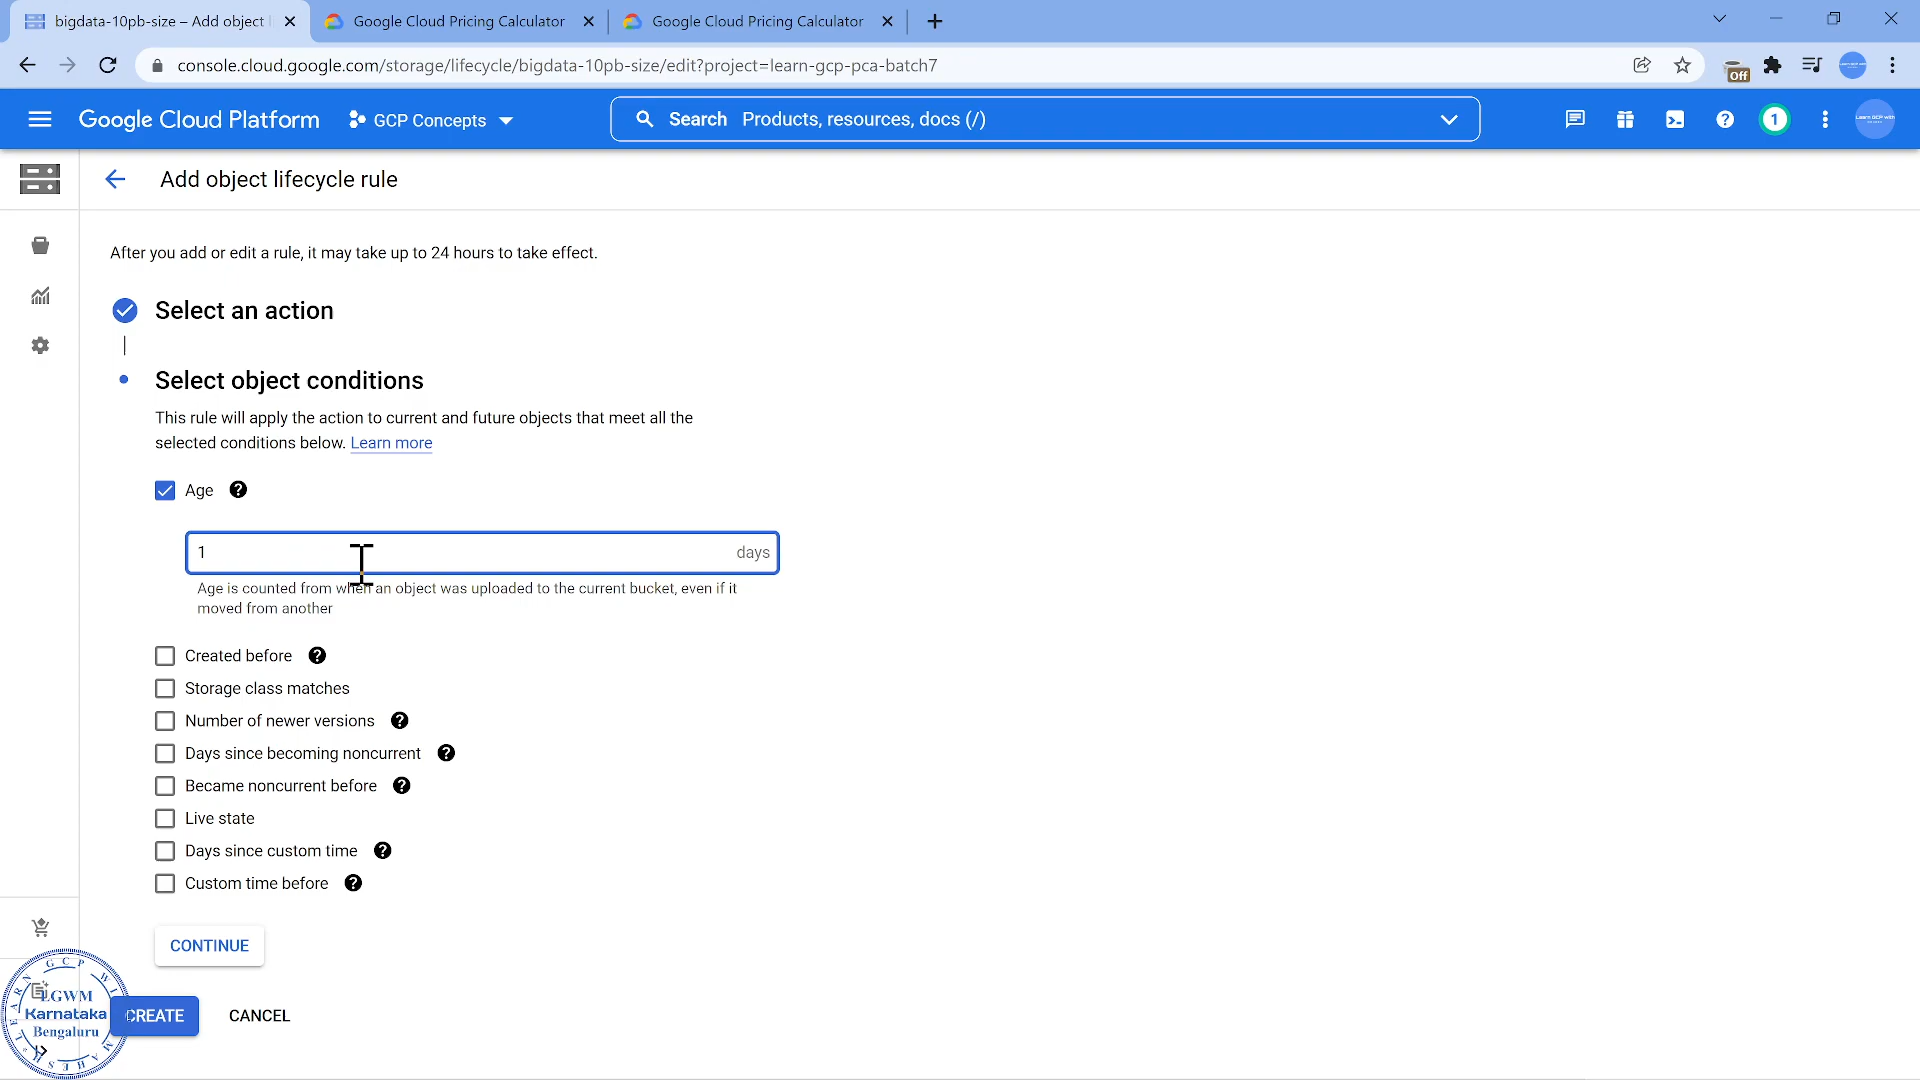 bigdata-10pb-size – Add object l
Google Cloud Pricing Calculator
Google Cloud Pricing Calculator
console.cloud.google.com/storage/lifecycle/bigdata-10pb-size/edit?project=learn-gcp-pca-batch7
Off
Google Cloud Platform
GCP Concepts
Search Products, resources, docs (/)
1
Add object lifecycle rule
After you add or edit a rule, it may take up to 24 hours to take effect.
Select an action
Select object conditions
This rule will apply the action to current and future objects that meet all the
selected conditions below. Learn more
Age
1
days
Age is counted from when an object was uploaded to the current bucket, even if it
moved from another
Created before
Storage class matches
Number of newer versions
Days since becoming noncurrent
Became noncurrent before
Live state
Days since custom time
Custom time before
CONTINUE
CREATE
CANCEL
LGWM
Karnataka
Bengaluru